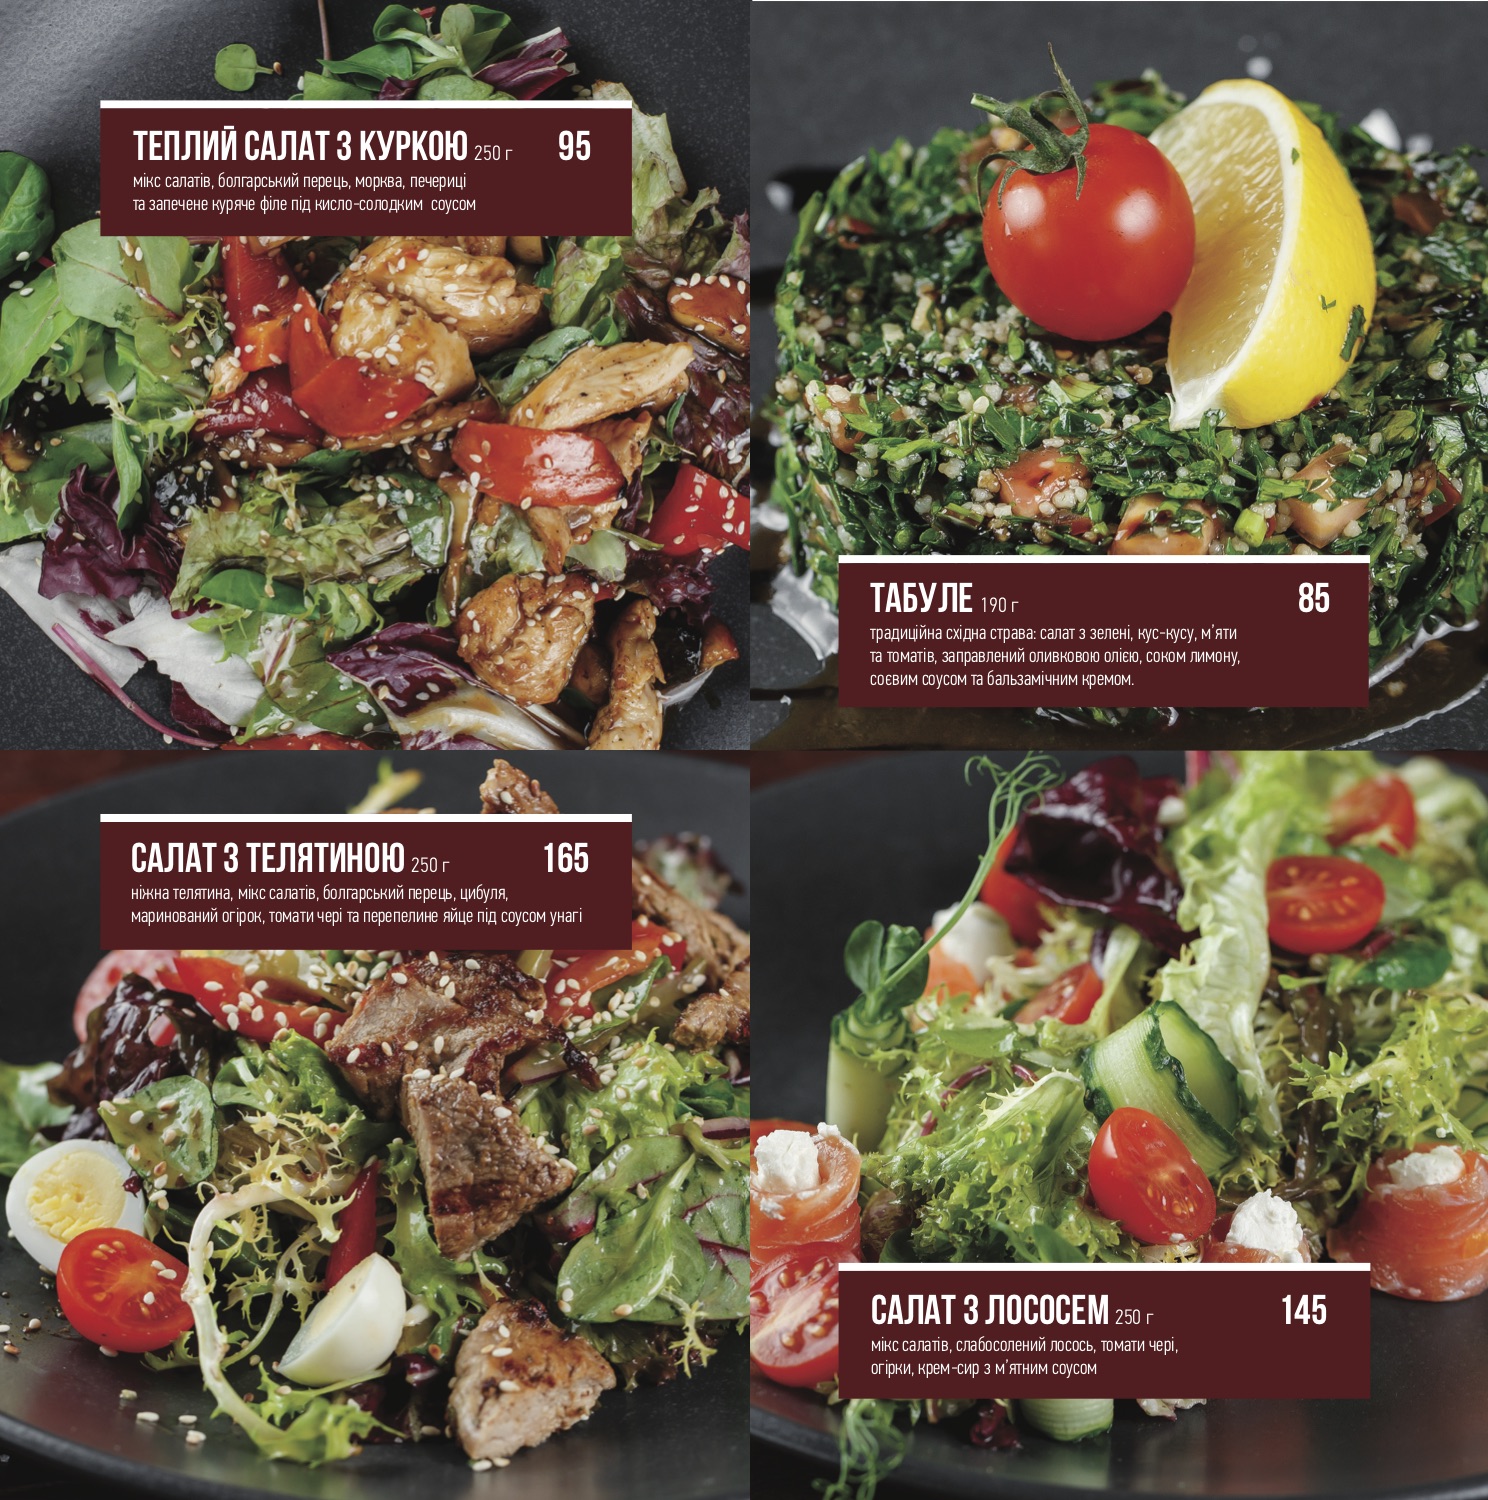 ТЕПЛИЙ САЛАТ З КУРКОЮ 250 г 95
мікс салатів, болгарський перець, морква, печериці
та запечене куряче філе під кисло-солодким соусом
ТАБУЛЕ 190 г 85
традиційна східна страва: салат з зелені, кус-кусу, м'яти
та томатів, заправлений оливковою олією, соком лимону,
соєвим соусом та бальзамічним кремом.
САЛАТ З ТЕЛЯТИНОЮ 250 г 165
ніжна телятина, мікс салатів, болгарський перець, цибуля,
маринований огірок, томати чері та перепелине яйце під соусом унагі
САЛАТ З ЛОСОСЕМ 250 г 145
мікс салатів, слабосолений лосось, томати чері,
огірки, крем-сир з м'ятним соусом